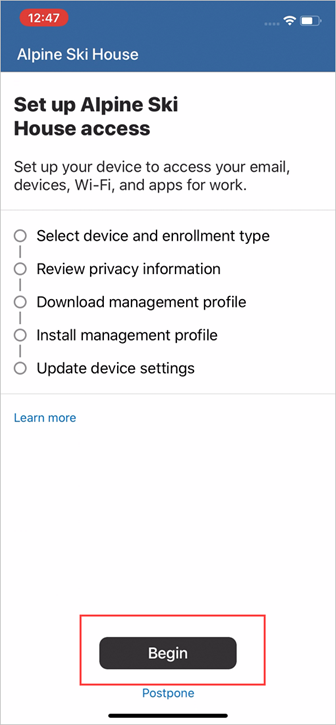 12:47
Alpine Ski House
Set up Alpine Ski
House access
Set up your device to access your email,
devices, Wi-Fi, and apps for work.
Select device and enrollment type
Review privacy information
Download management profile
Install management profile
Update device settings
Learn more
Begin
Postpone